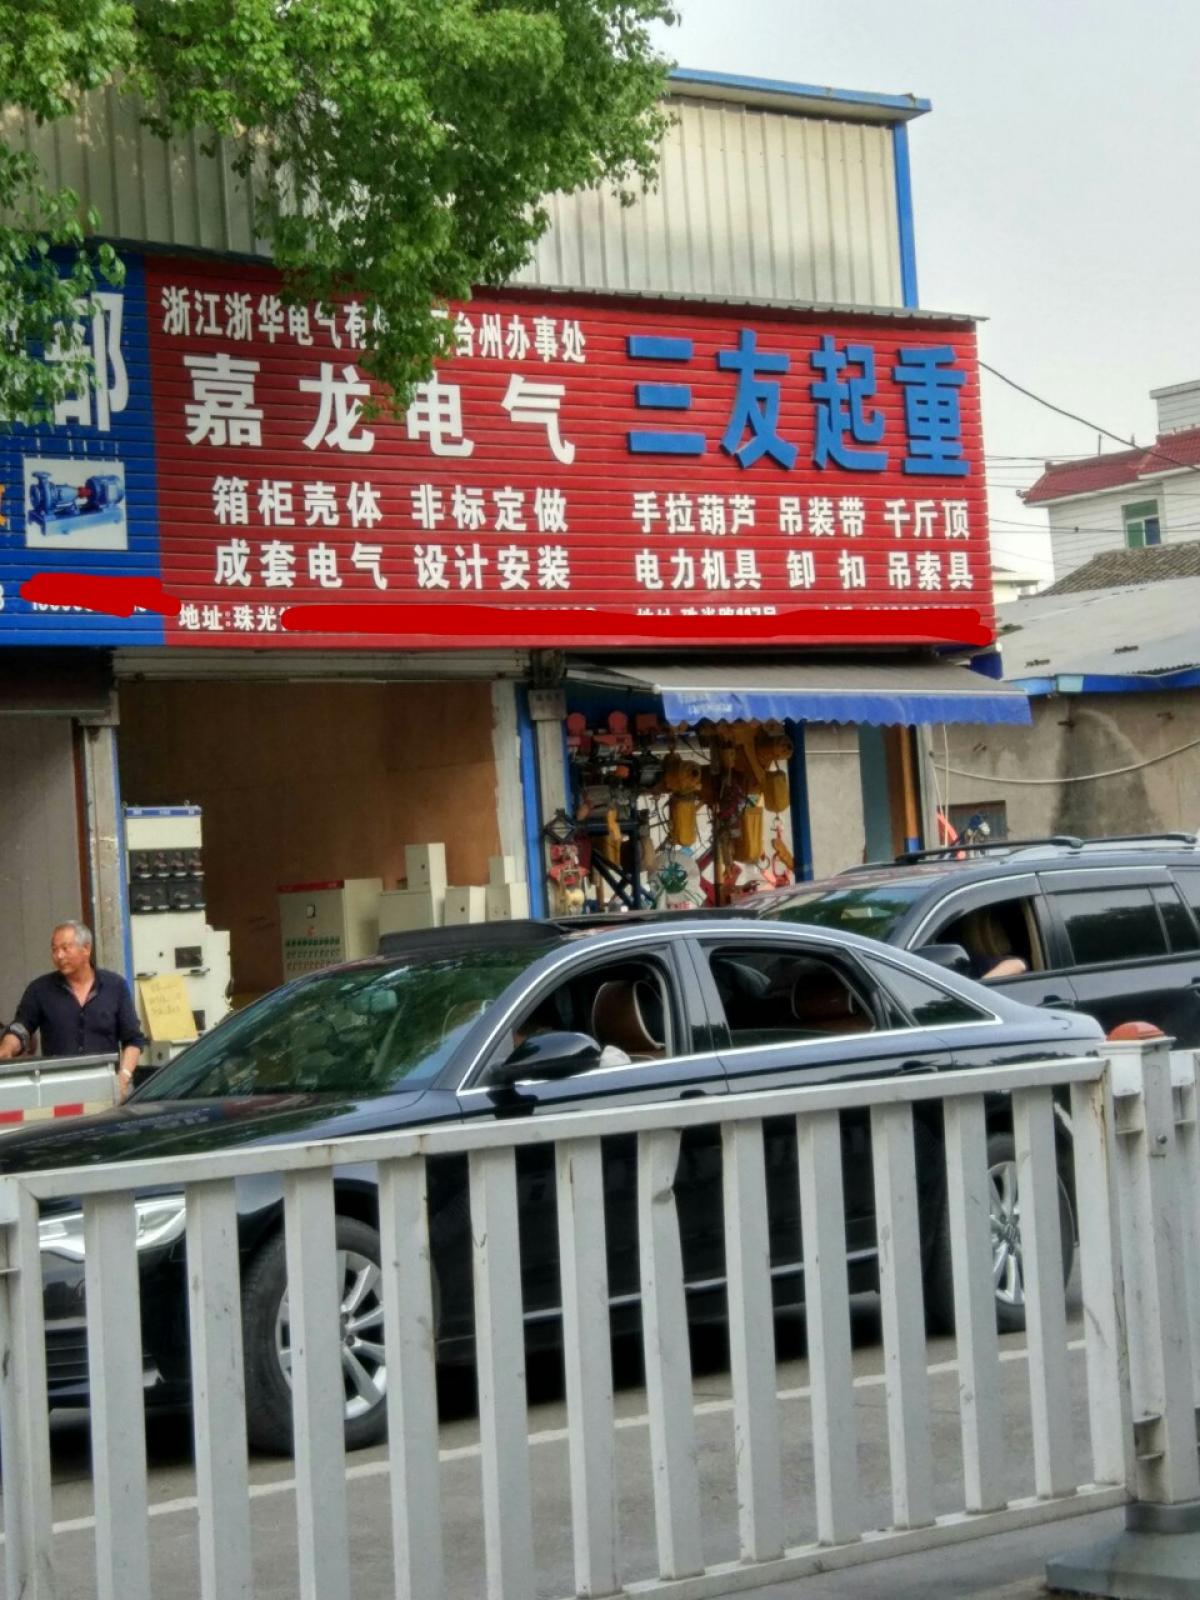 部
浙江浙华电气有 台州办事处
嘉龙电气
箱柜壳体 非标定做
成套电气 设计安装
地址:珠光
三友起重
手拉葫芦 吊装带 千斤顶
电力机具 卸扣 吊索具